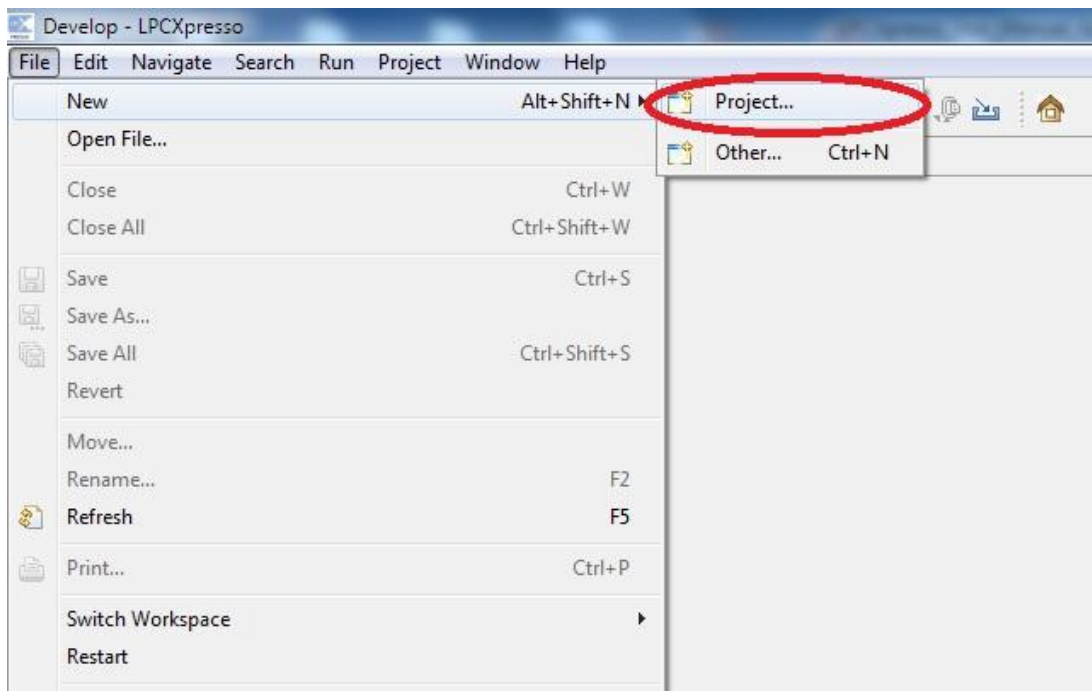 Develop - LPCXpresso
File Edit Navigate Search Run Project Window Help
New Alt+Shift+N Project...
Open File...
Other... Ctrl+N
Close Ctrl+W
Close All Ctrl+Shift+W
Save Ctrl+S
Save As...
Save All Ctrl+Shift+S
Revert
Move...
Rename... F2
Refresh F5
Print... Ctrl+P
Switch Workspace
Restart